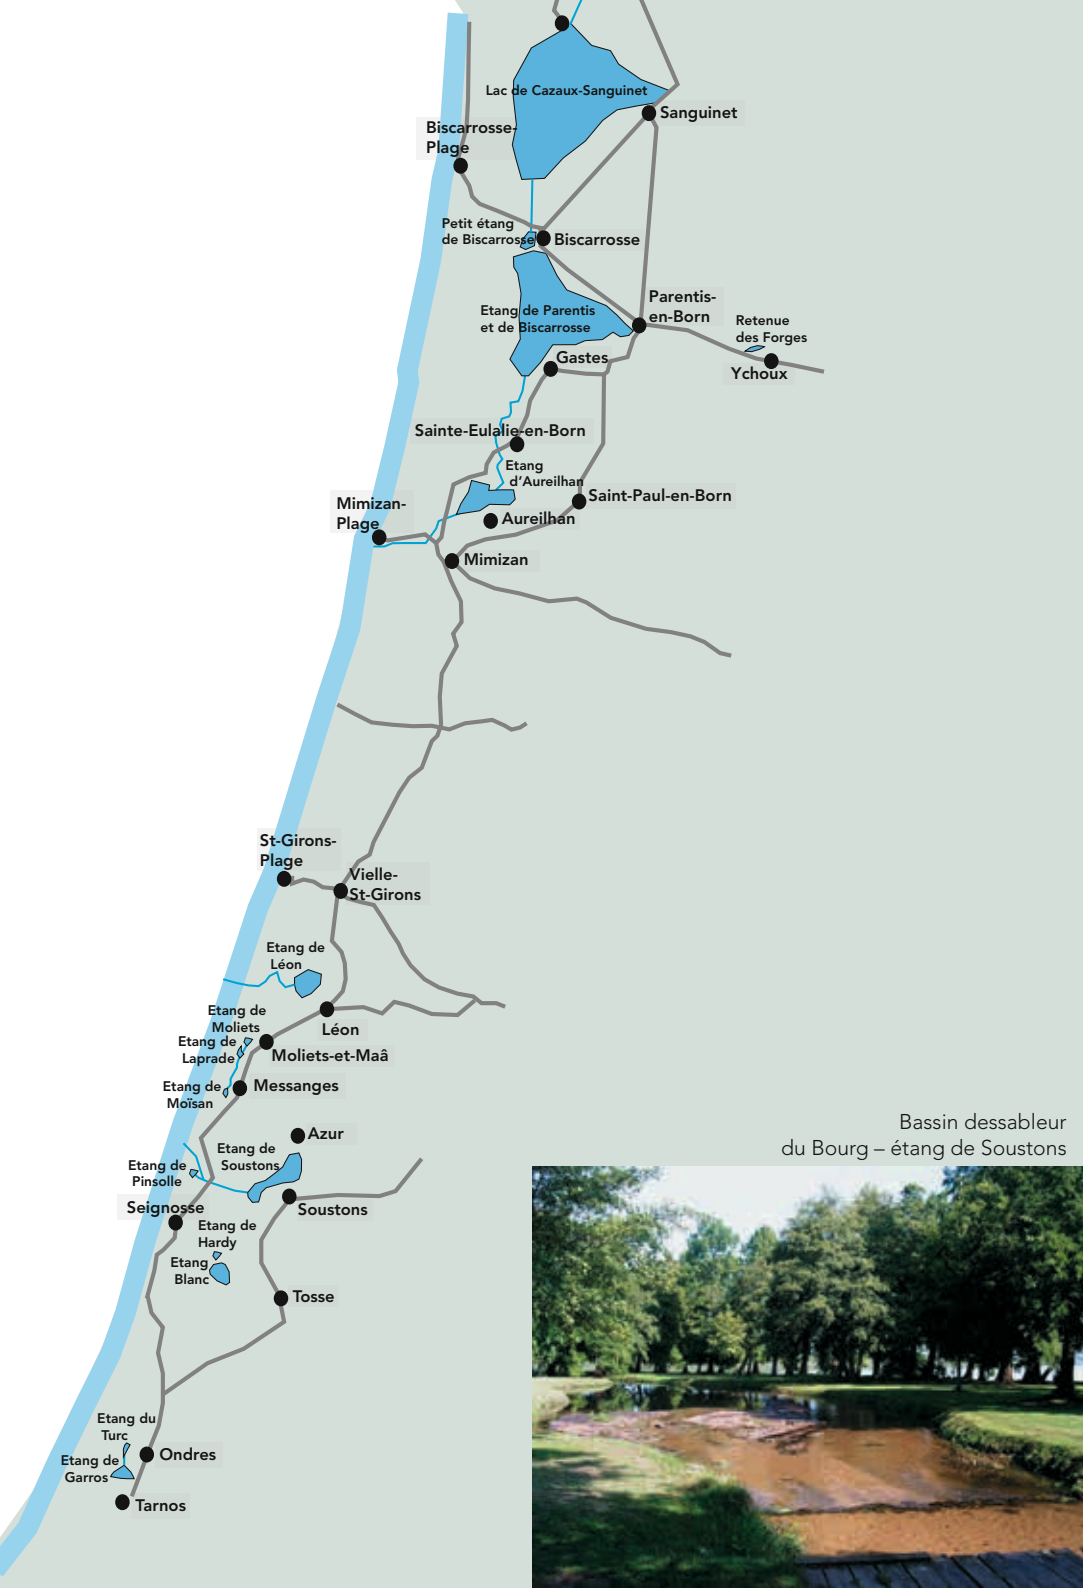 Lac de Cazaux-Sanguinet
Sanguinet
Biscarrosse-
Plage
Petit étang
de Biscarrosse
Biscarrosse
Parentis-
en-Born
Etang de Parentis
et de Biscarrosse
Retenue
des Forges
Gastes
Ychoux
Sainte-Eulalie-en-Born
Etang
d’Aureilhan
Saint-Paul-en-Born
Mimizan-
Plage
Aureilhan
Mimizan
St-Girons-
Plage
Vielle-
St-Girons
Etang de
Léon
Etang de
Moliets
Léon
Etang de
Laprade
Moliets-et-Maâ
Etang de
Moïsan
Messanges
Azur
Etang de
Soustons
Etang de
Pinsolle
Seignosse
Soustons
Etang de
Hardy
Etang
Blanc
Tosse
Etang du
Turc
Etang de
Garros
Ondres
Tarnos
Bassin dessableur
du Bourg – étang de Soustons